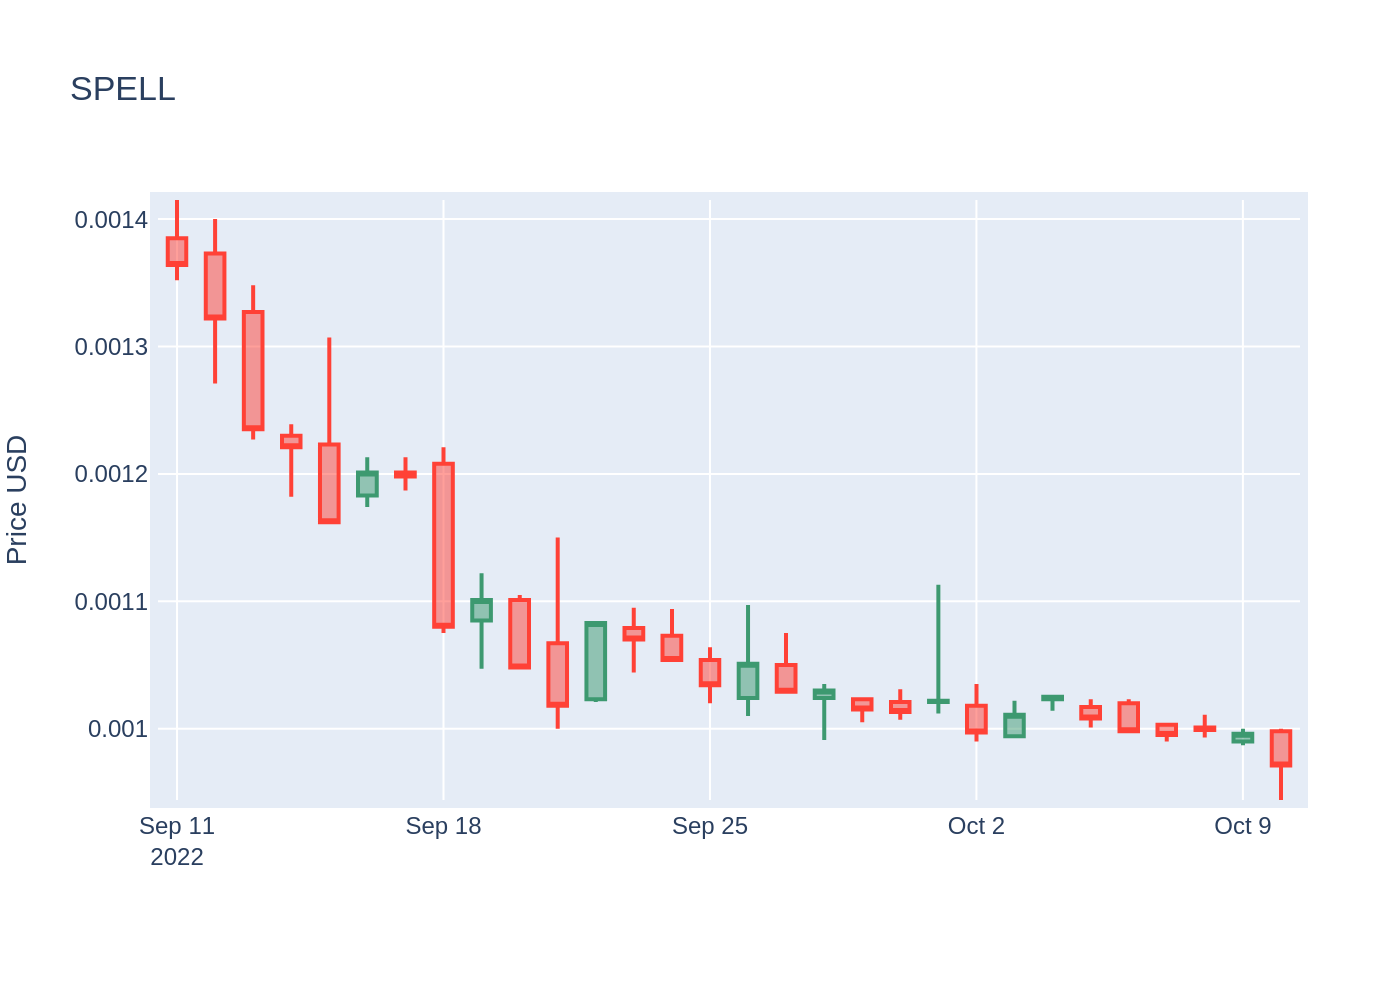 SPELL
0.0014
0.0013
0.0012
0.0011
0.001
Price USD
Sep 11
2022
Sep 18
Sep 25
Oct 2
Oct 9